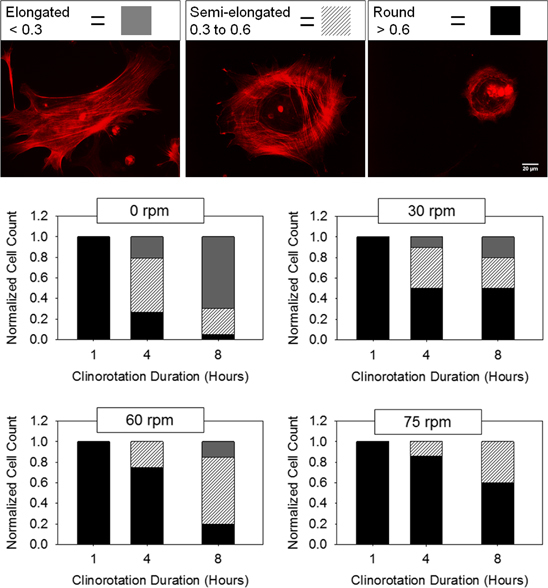 Elongated
< 0.3
=
Semi-elongated
0.3 to 0.6
=
Round
> 0.6
=
20 µm
0 rpm
Normalized Cell Count
1.2
1.0
0.8
0.6
0.4
0.2
0.0
1 4 8
Clinorotation Duration (Hours)
30 rpm
Normalized Cell Count
1.2
1.0
0.8
0.6
0.4
0.2
0.0
1 4 8
Clinorotation Duration (Hours)
60 rpm
Normalized Cell Count
1.2
1.0
0.8
0.6
0.4
0.2
0.0
1 4 8
Clinorotation Duration (Hours)
75 rpm
Normalized Cell Count
1.2
1.0
0.8
0.6
0.4
0.2
0.0
1 4 8
Clinorotation Duration (Hours)